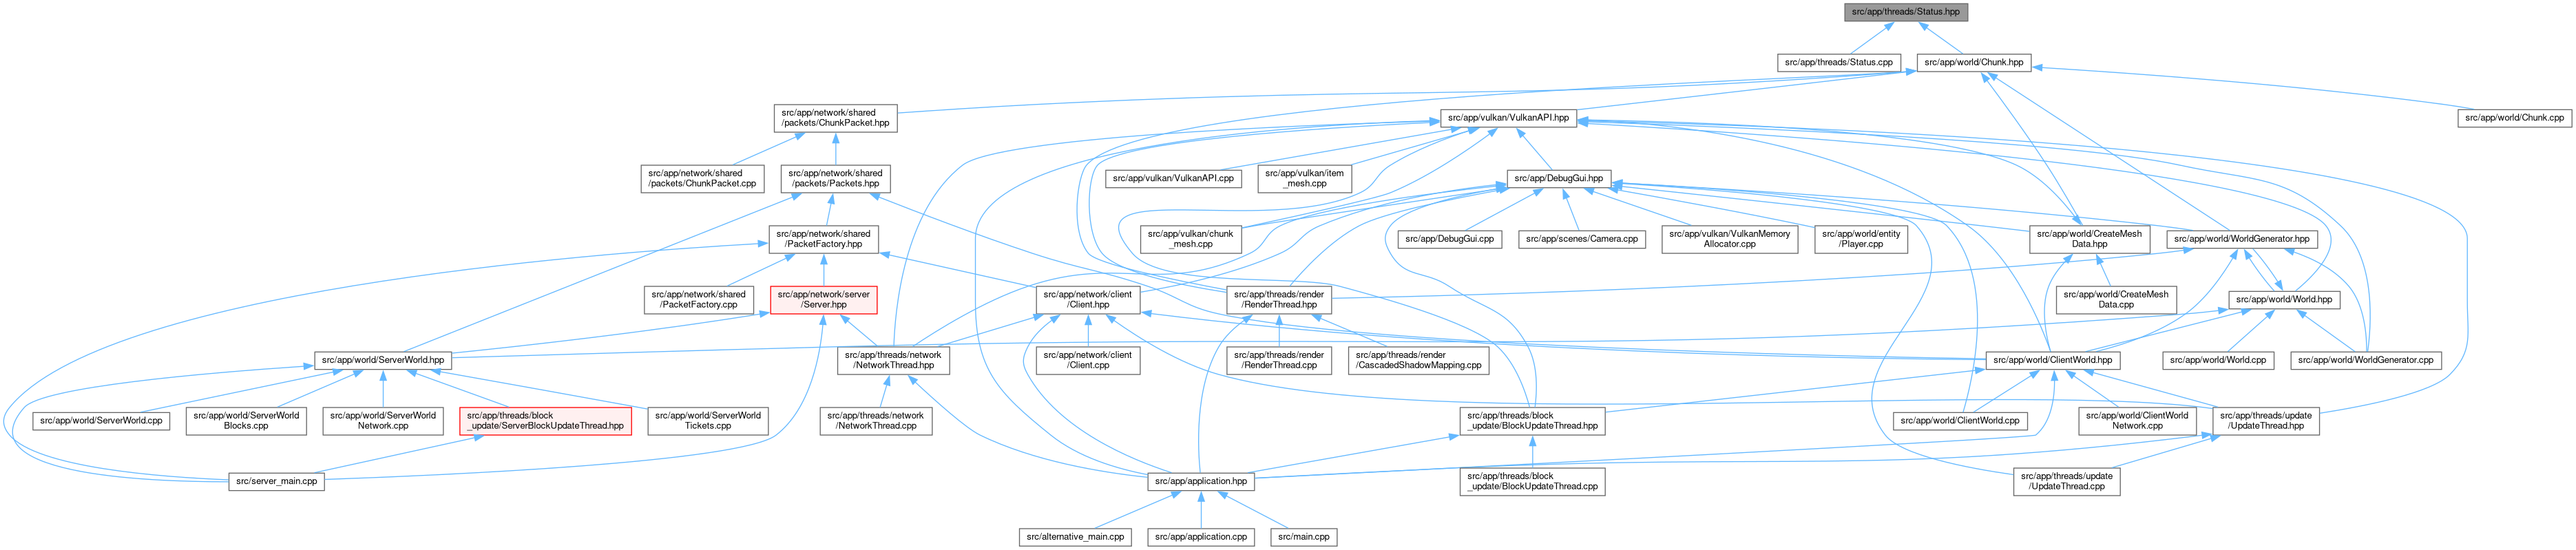 src/app/threads/Status.hpp
src/app/threads/Status.cpp
src/app/world/Chunk.hpp
src/app/network/shared
/packets/ChunkPacket.hpp
src/app/vulkan/VulkanAPI.hpp
src/app/world/Chunk.cpp
src/app/network/shared
/packets/ChunkPacket.cpp
src/app/network/shared
/packets/Packets.hpp
src/app/vulkan/VulkanAPI.cpp
src/app/vulkan/item
_mesh.cpp
src/app/DebugGui.hpp
src/app/network/shared
/PacketFactory.hpp
src/app/vulkan/chunk
_mesh.cpp
src/app/DebugGui.cpp
src/app/scenes/Camera.cpp
src/app/vulkan/VulkanMemory
Allocator.cpp
src/app/world/entity
/Player.cpp
src/app/world/CreateMesh
Data.hpp
src/app/world/WorldGenerator.hpp
src/app/network/shared
/PacketFactory.cpp
src/app/network/server
/Server.hpp
src/app/network/client
/Client.hpp
src/app/threads/render
/RenderThread.hpp
src/app/world/CreateMesh
Data.cpp
src/app/world/World.hpp
src/app/world/ServerWorld.hpp
src/app/threads/network
/NetworkThread.hpp
src/app/network/client
/Client.cpp
src/app/threads/render
/RenderThread.cpp
src/app/threads/render
/CascadedShadowMapping.cpp
src/app/world/ClientWorld.hpp
src/app/world/World.cpp
src/app/world/WorldGenerator.cpp
src/app/world/ServerWorld.cpp
src/app/world/ServerWorld
Blocks.cpp
src/app/world/ServerWorld
Network.cpp
src/app/threads/block
_update/ServerBlockUpdateThread.hpp
src/app/world/ServerWorld
Tickets.cpp
src/app/threads/network
/NetworkThread.cpp
src/app/threads/block
_update/BlockUpdateThread.hpp
src/app/world/ClientWorld.cpp
src/app/world/ClientWorld
Network.cpp
src/app/threads/update
/UpdateThread.hpp
src/server_main.cpp
src/app/application.hpp
src/app/threads/block
_update/BlockUpdateThread.cpp
src/app/threads/update
/UpdateThread.cpp
src/alternative_main.cpp
src/app/application.cpp
src/main.cpp